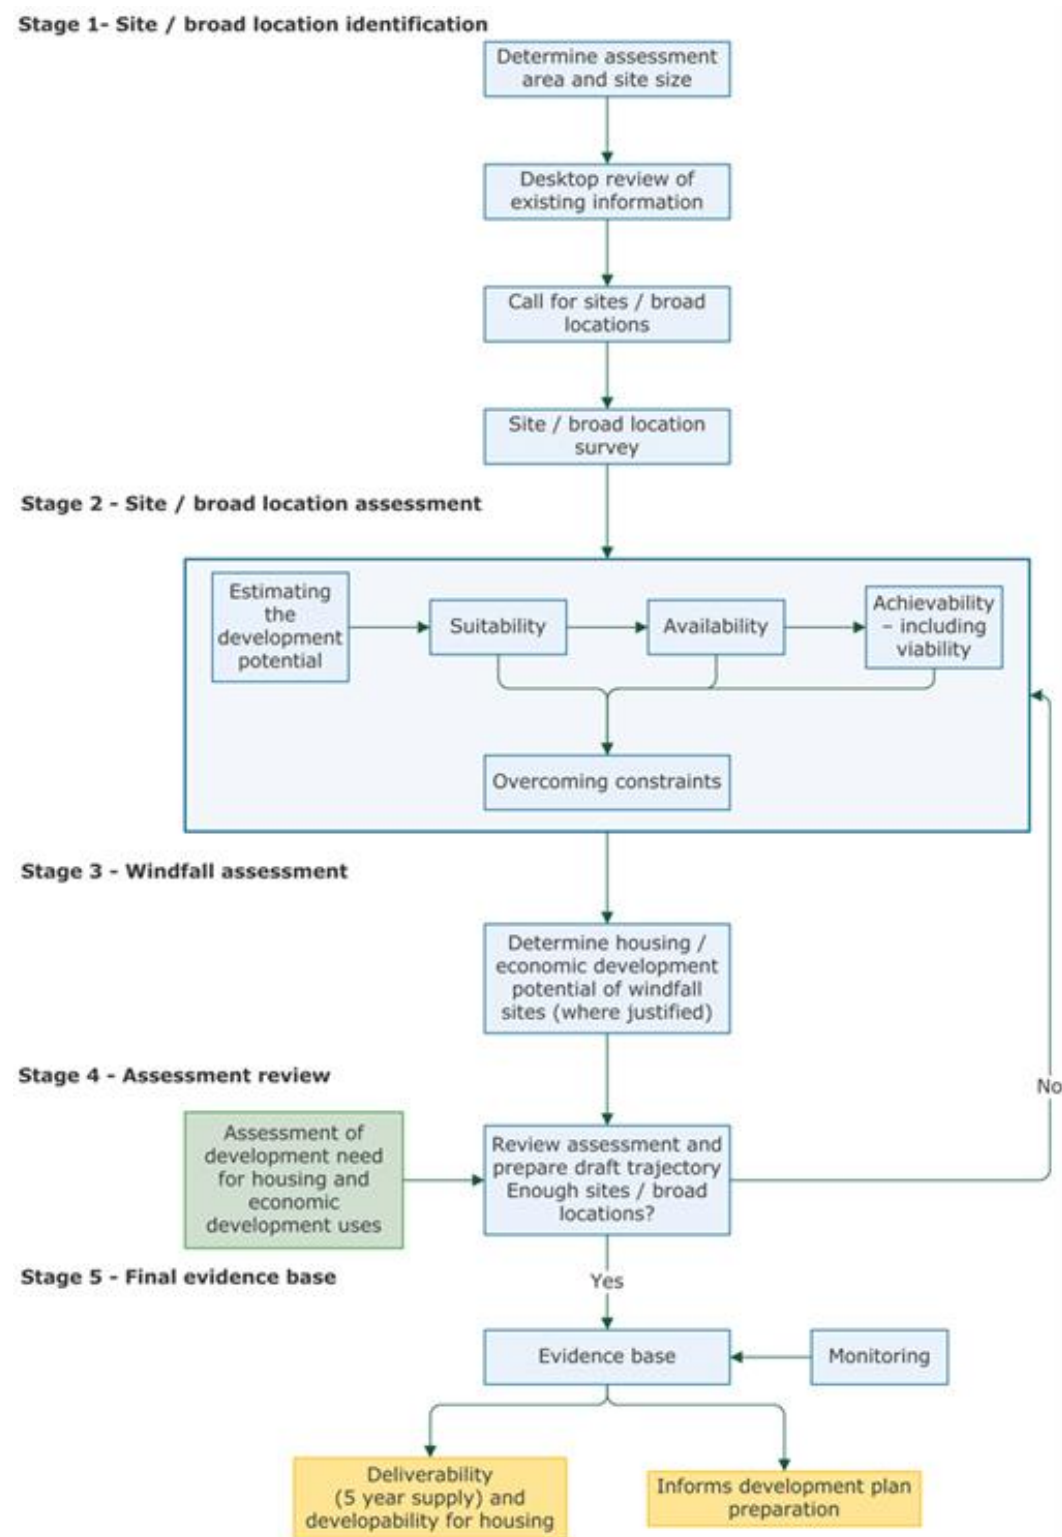 Stage 1- Site / broad location identification
Determine assessment
area and site size
Desktop review of
existing information
Call for sites / broad
locations
Site / broad location
survey
Stage 2 - Site / broad location assessment
Estimating
the
development
potential
Suitability
Availability
Achievability
– including
viability
Overcoming constraints
Stage 3 - Windfall assessment
Determine housing /
economic development
potential of windfall
sites (where justified)
Stage 4 - Assessment review
No
Assessment of
development need
for housing and
economic
development uses
Review assessment and
prepare draft trajectory
Enough sites / broad
locations?
Stage 5 - Final evidence base
Yes
Evidence base
Monitoring
Deliverability
(5 year supply) and
developability for housing
Informs development plan
preparation